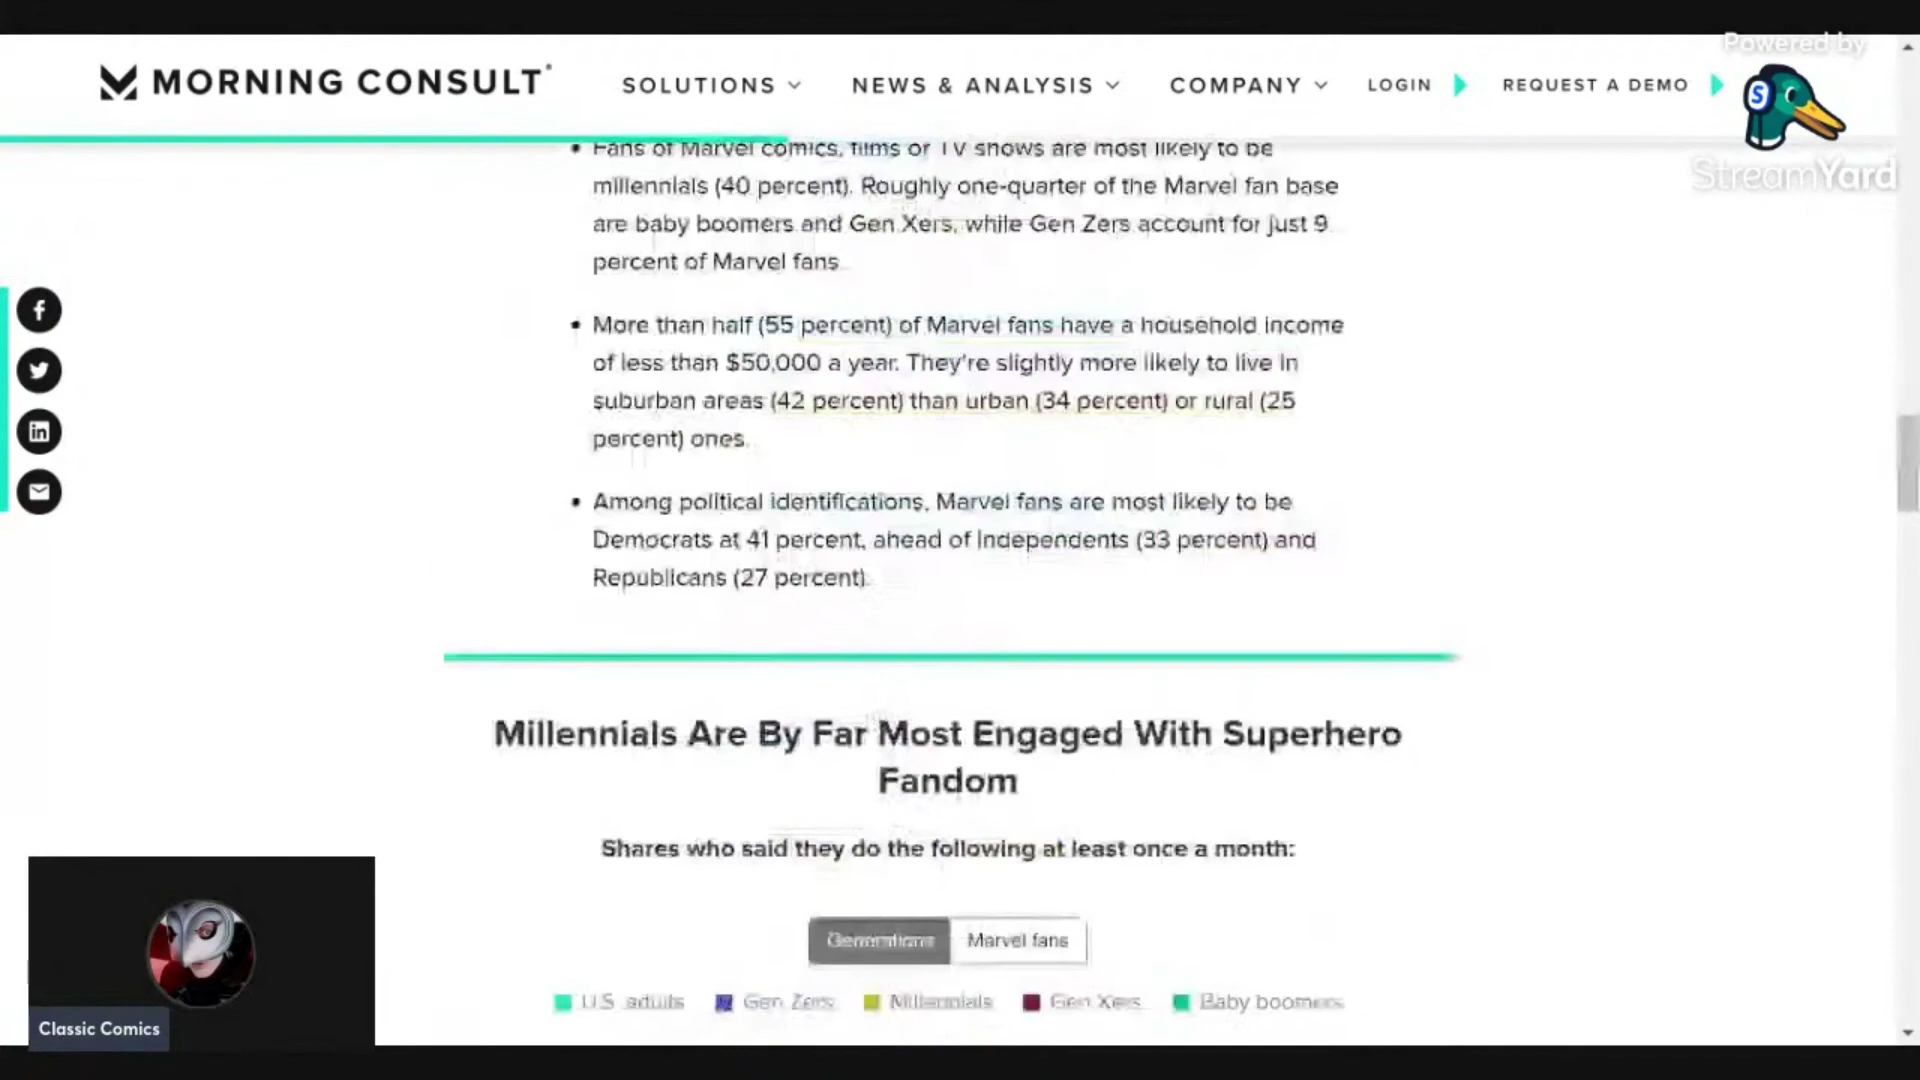 Powered by
MORNING CONSULT
SOLUTIONS
NEWS & ANALYSIS
COMPANY
LOGIN
REQUEST A DEMO
StreamYard
Fans of Marvel comics, films or TV shows are most likely to be
millennials (40 percent). Roughly one-quarter of the Marvel fan base
are baby boomers and Gen Xers, while Gen Zers account for just 9
percent of Marvel fans.
More than half (55 percent) of Marvel fans have a household income
of less than $50,000 a year. They're slightly more likely to live in
suburban areas (42 percent) than urban (34 percent) or rural (25
percent) ones.
Among political identifications, Marvel fans are most likely to be
Democrats at 41 percent, ahead of independents (33 percent) and
Republicans (27 percent).
Millennials Are By Far Most Engaged With Superhero
Fandom
Shares who said they do the following at least once a month:
Generations
Marvel fans
U.S. adults
Gen Zers
Millennials
Gen Xers
Baby boomers
Classic Comics